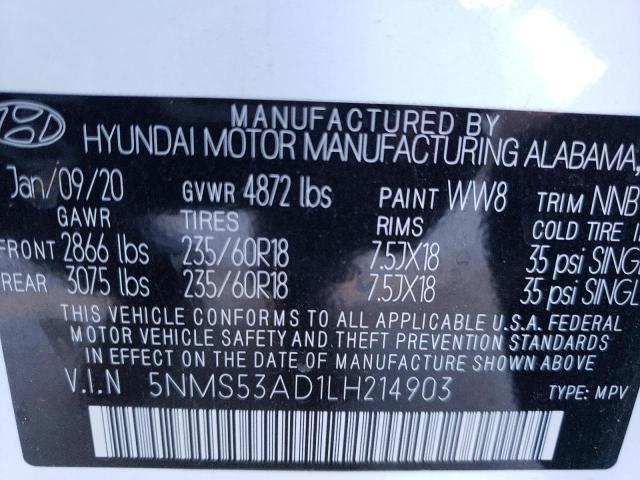 MANUFACTURED BY
HYUNDAI MOTOR MANUFACTURING ALABAMA,
Jan/09/20 GVWR 4872 lbs PAINT WW8 TRIM NNB
GAWR TIRES RIMS COLD TIRE
FRONT 2866 lbs 235/60R18 7.5JX18 35 psi SINGL
REAR 3075 lbs 235/60R18 7.5JX18 35 psi SINGL
THIS VEHICLE CONFORMS TO ALL APPLICABLE U.S.A. FEDERAL
MOTOR VEHICLE SAFETY AND THEFT PREVENTION STANDARDS
IN EFFECT ON THE DATE OF MANUFACTURE SHOWN ABOVE.
V.I.N 5NMS53AD1LH214903 TYPE: MPV